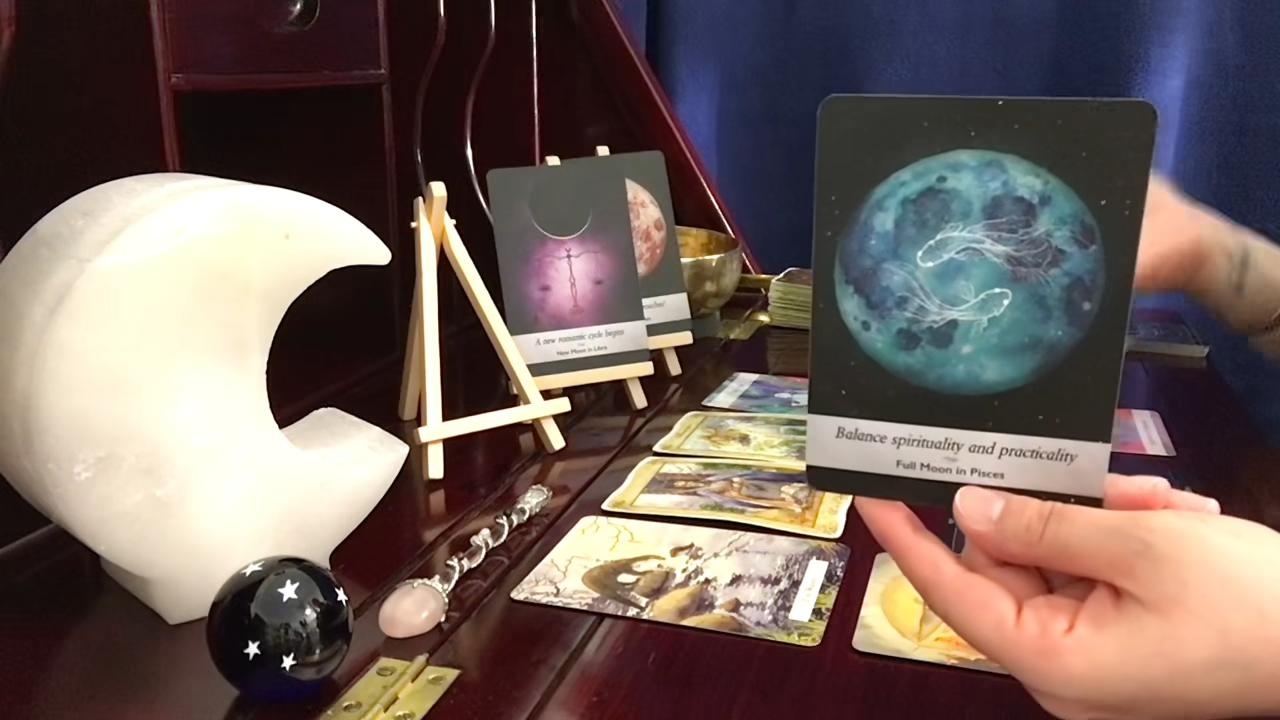 A new romantic cycle begins
New Moon in Libra
Balance spirituality and practicality
Full Moon in Pisces